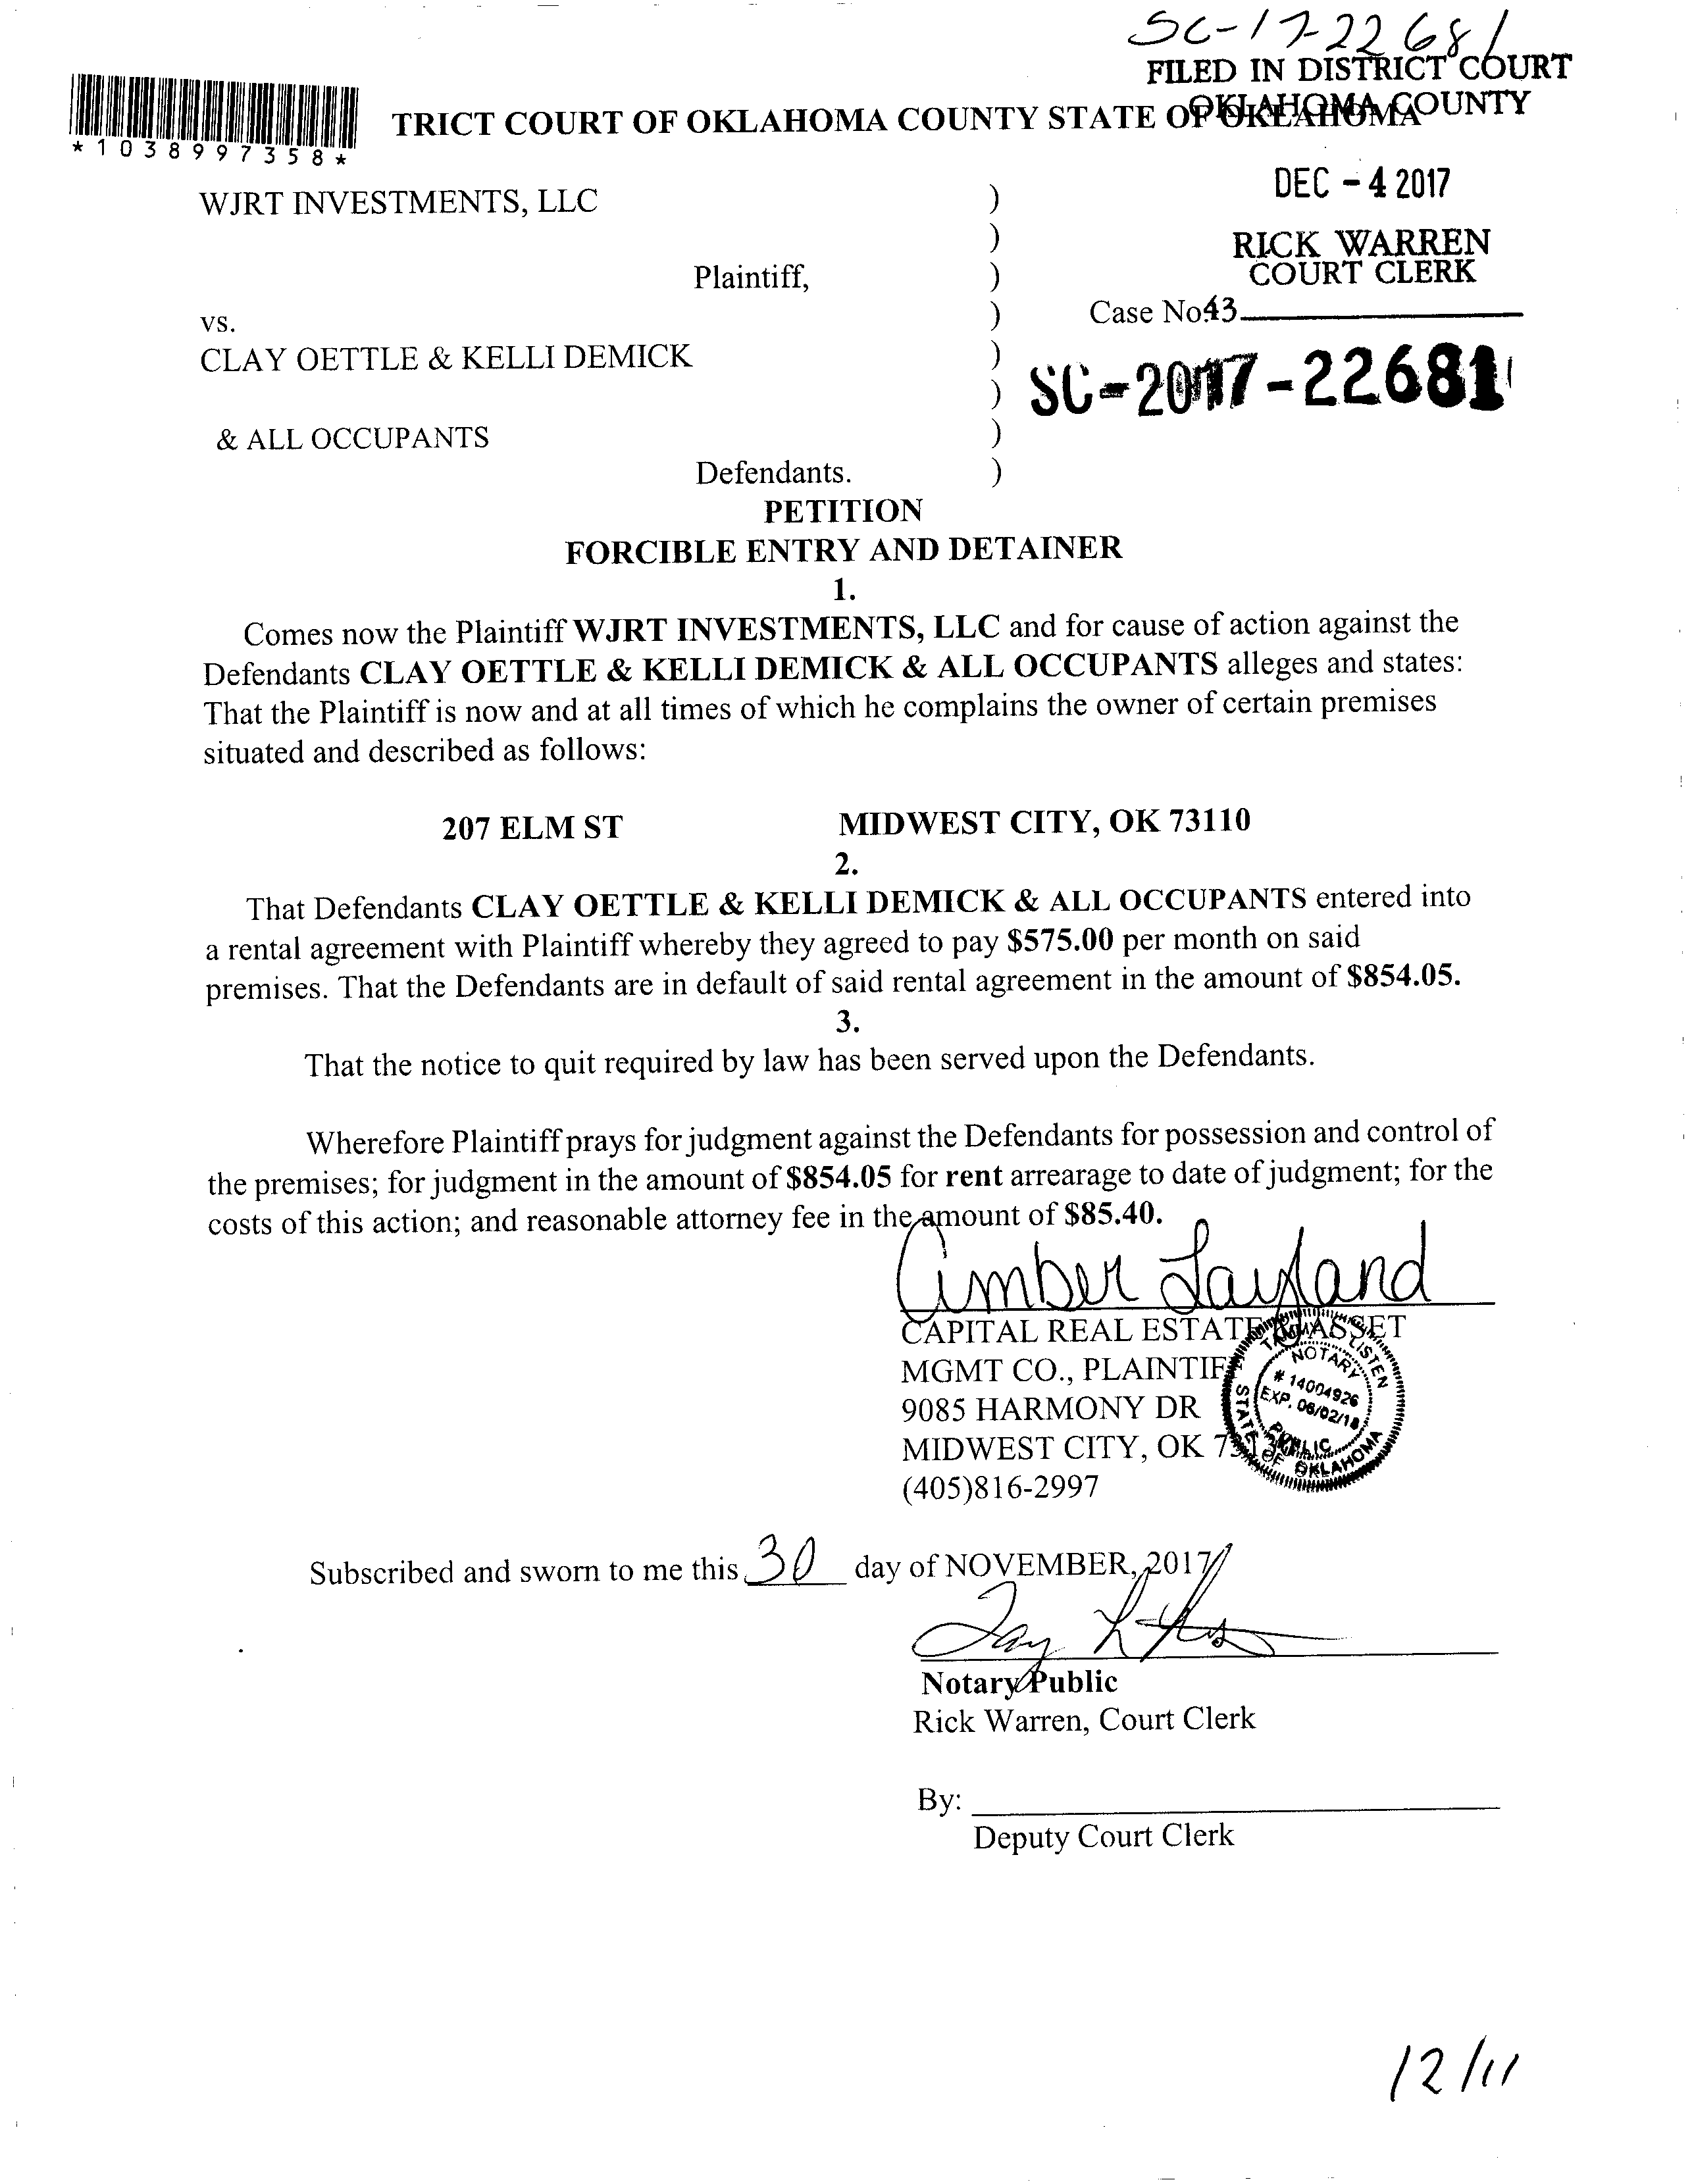 SC-17-22681
FILED IN DISTRICT COURT
OKLAHOMA COUNTY
*1038997358*
TRICT COURT OF OKLAHOMA COUNTY STATE OF OKLAHOMA
DEC - 4 2017
WJRT INVESTMENTS, LLC )
)
RICK WARREN
COURT CLERK
Plaintiff, )
Case No. 43
vs. )
CLAY OETTLE & KELLI DEMICK )
SC-2017-22681
)
& ALL OCCUPANTS )
Defendants. )
PETITION
FORCIBLE ENTRY AND DETAINER
1.
Comes now the Plaintiff WJRT INVESTMENTS, LLC and for cause of action against the
Defendants CLAY OETTLE & KELLI DEMICK & ALL OCCUPANTS alleges and states:
That the Plaintiff is now and at all times of which he complains the owner of certain premises
situated and described as follows:
207 ELM ST MIDWEST CITY, OK 73110
2.
That Defendants CLAY OETTLE & KELLI DEMICK & ALL OCCUPANTS entered into
a rental agreement with Plaintiff whereby they agreed to pay $575.00 per month on said
premises. That the Defendants are in default of said rental agreement in the amount of $854.05.
3.
That the notice to quit required by law has been served upon the Defendants.
Wherefore Plaintiff prays for judgment against the Defendants for possession and control of
the premises; for judgment in the amount of $854.05 for rent arrearage to date of judgment; for the
costs of this action; and reasonable attorney fee in the amount of $85.40.
Amber Layland
CAPITAL REAL ESTATE & ASSET
MGMT CO., PLAINTIF
9085 HARMONY DR
MIDWEST CITY, OK
(405)816-2997
NOTARY
# 14004926
EXP. 06/02/18
PUBLIC
STATE OF OKLAHOMA
Subscribed and sworn to me this 30 day of NOVEMBER, 2017
Notary Public
Rick Warren, Court Clerk
By:
Deputy Court Clerk
12/11